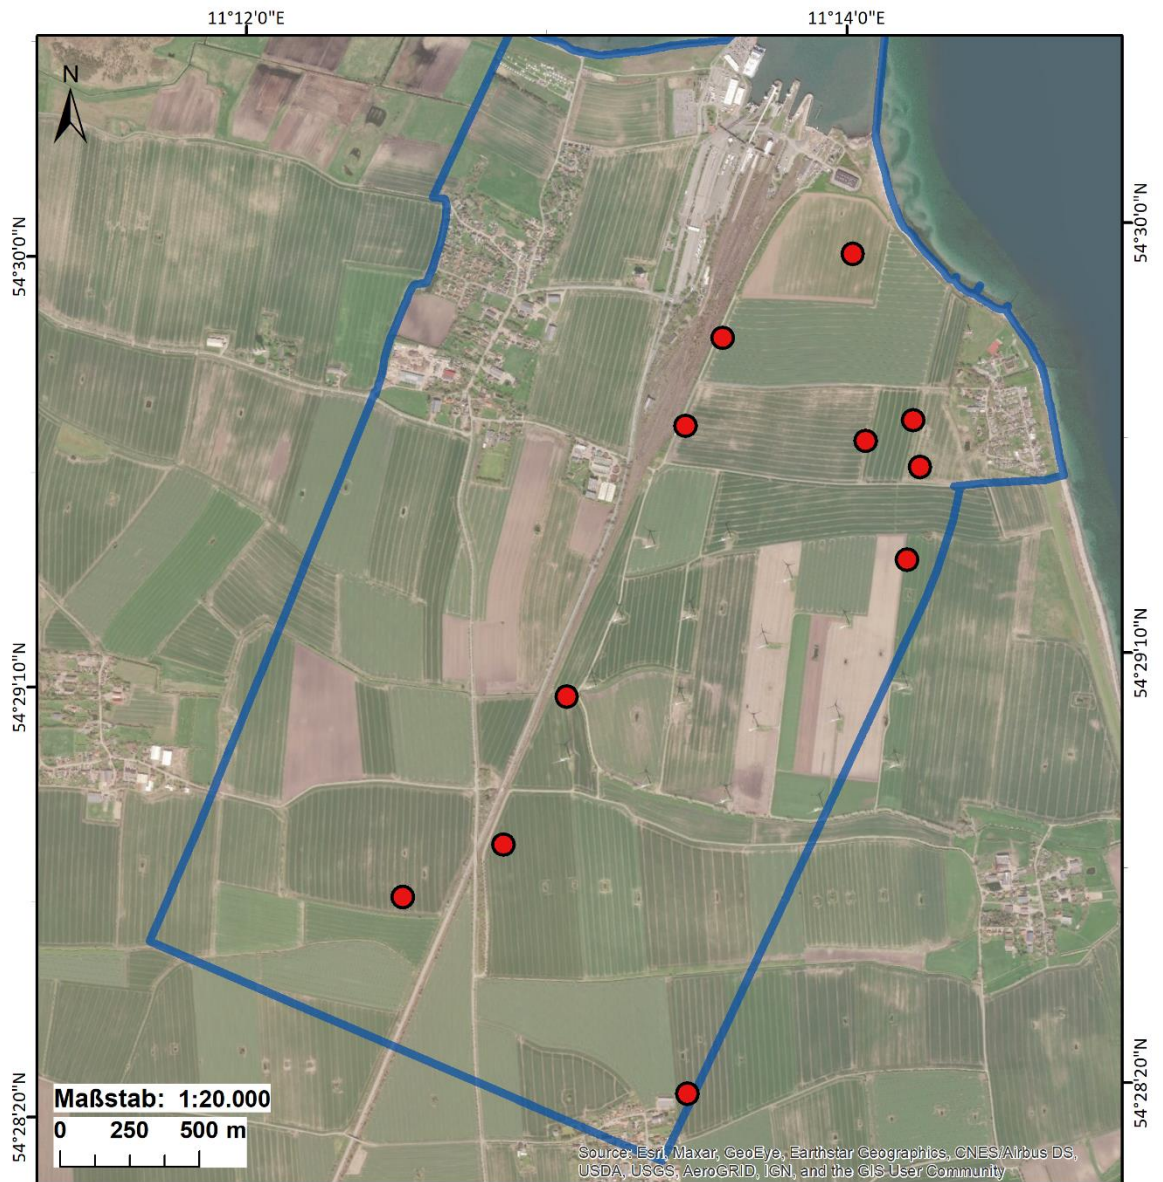 11°12'0"E
11°14'0"E
N
54°30'0"N
54°30'0"N
54°29'10"N
54°29'10"N
54°28'20"N
54°28'20"N
Maßstab: 1:20.000
0 250 500 m
Source: Esri, Maxar, GeoEye, Earthstar Geographics, CNES/Airbus DS,
USDA, USGS, AeroGRID, IGN, and the GIS User Community